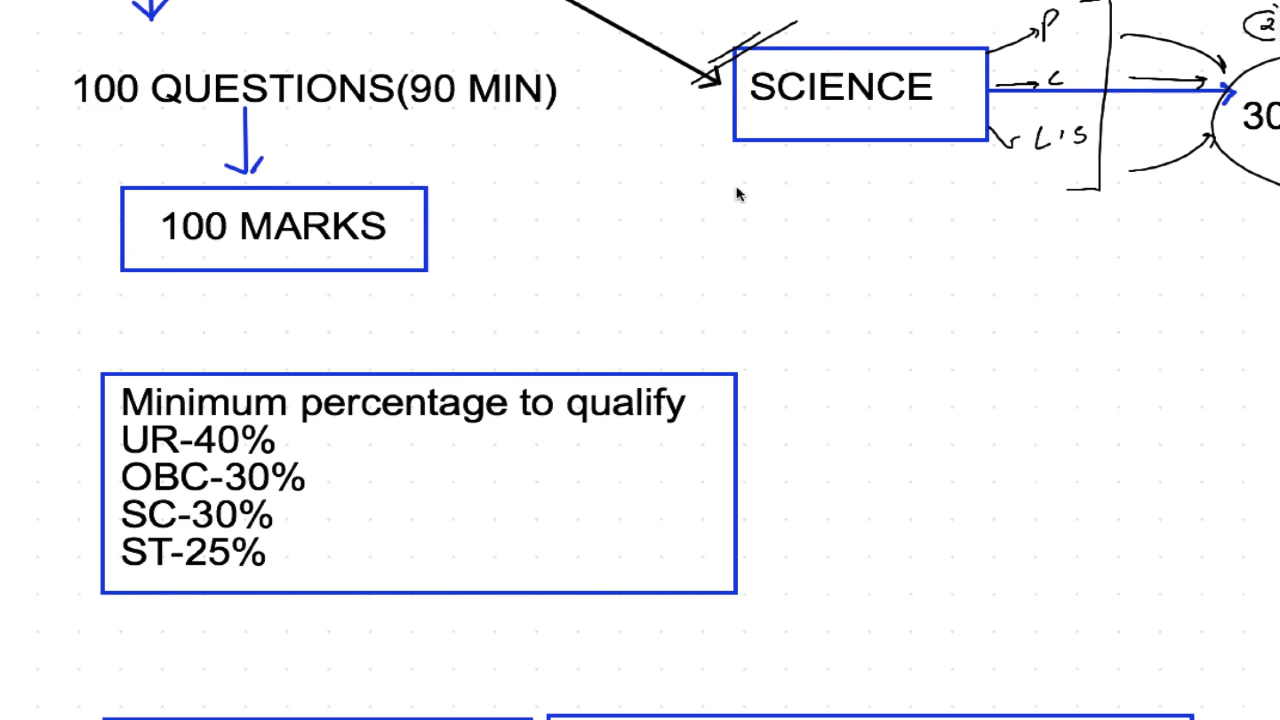 2
P
100 QUESTIONS(90 MIN)
SCIENCE
C
30
L'S
100 MARKS
Minimum percentage to qualify
UR-40%
OBC-30%
SC-30%
ST-25%